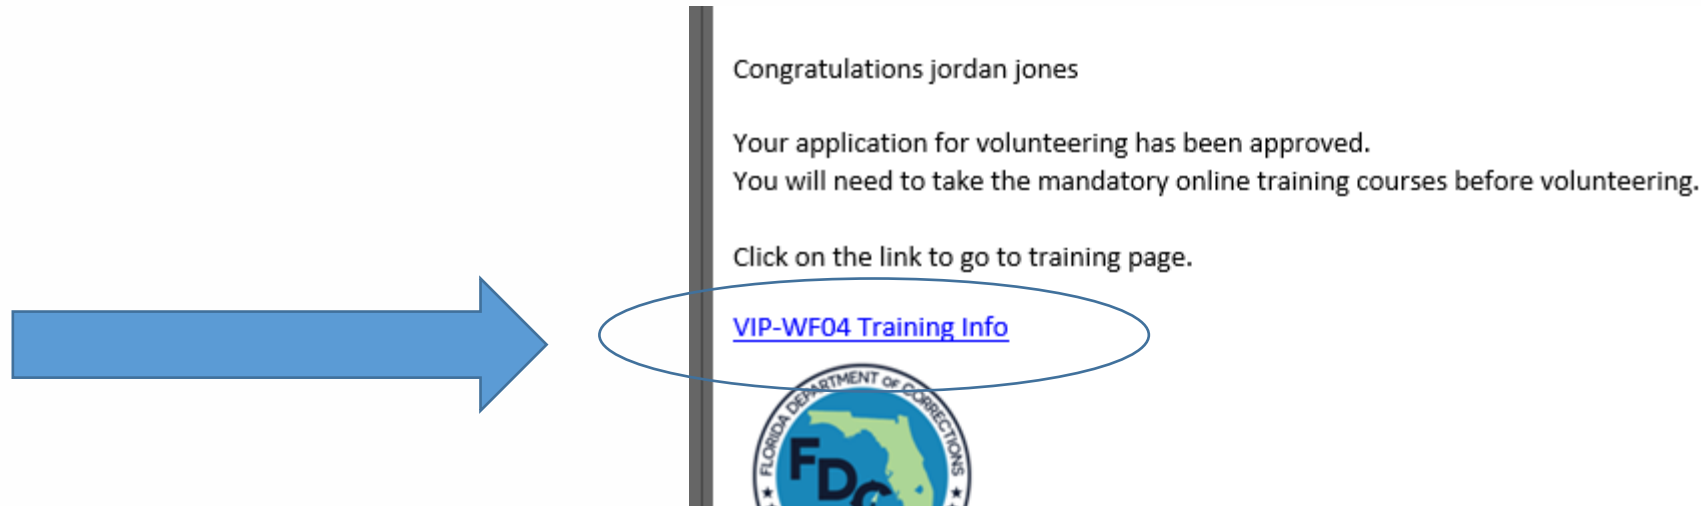 Congratulations jordan jones
Your application for volunteering has been approved.
You will need to take the mandatory online training courses before volunteering.
Click on the link to go to training page.
VIP-WF04 Training Info
FLORIDA DEPARTMENT OF CORRECTIONS
FDC